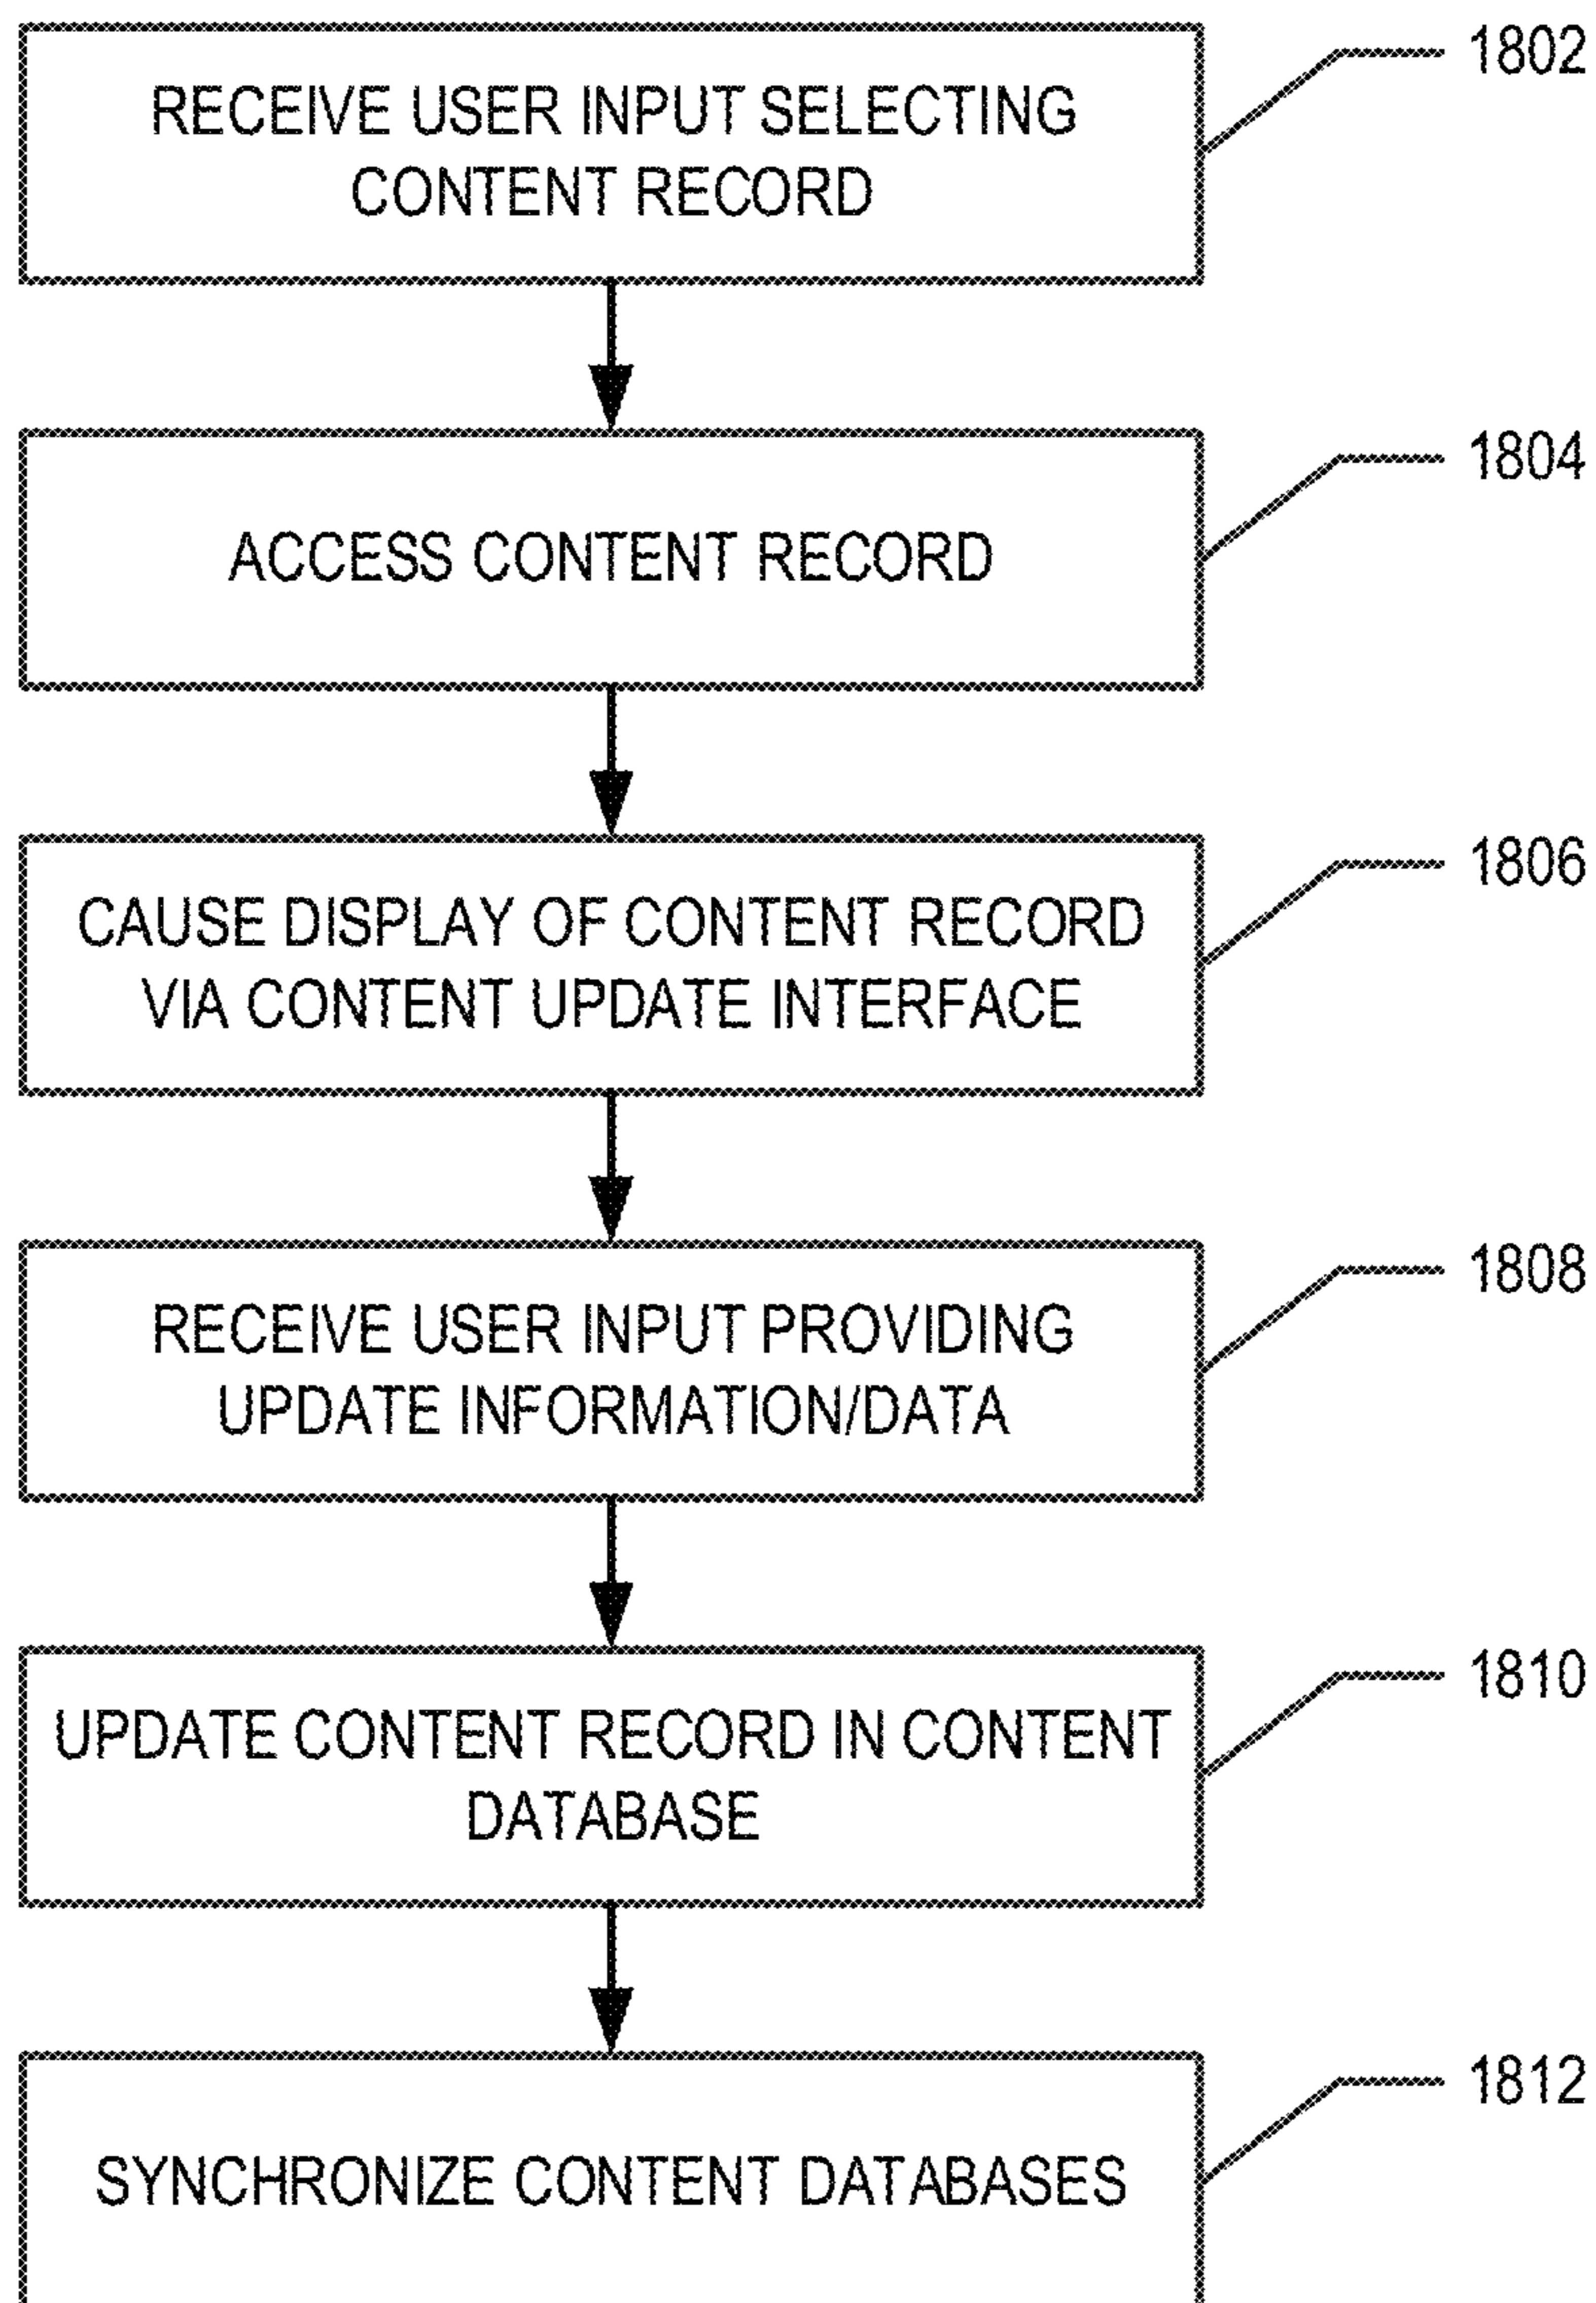 1802
RECEIVE USER INPUT SELECTING
CONTENT RECORD
1804
ACCESS CONTENT RECORD
1806
CAUSE DISPLAY OF CONTENT RECORD
VIA CONTENT UPDATE INTERFACE
1808
RECEIVE USER INPUT PROVIDING
UPDATE INFORMATION/DATA
1810
UPDATE CONTENT RECORD IN CONTENT
DATABASE
1812
SYNCHRONIZE CONTENT DATABASES